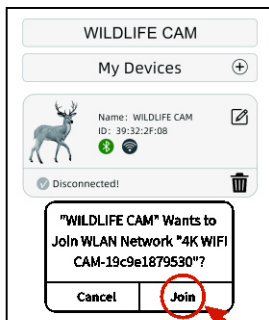 WILDLIFE CAM
My Devices
Name: WILDLIFE CAM
ID: 39:32:2F:08
Disconnected!
"WILDLIFE CAM" Wants to
Join WLAN Network "4K WIFI
CAM-19c9e1879530"?
Cancel Join